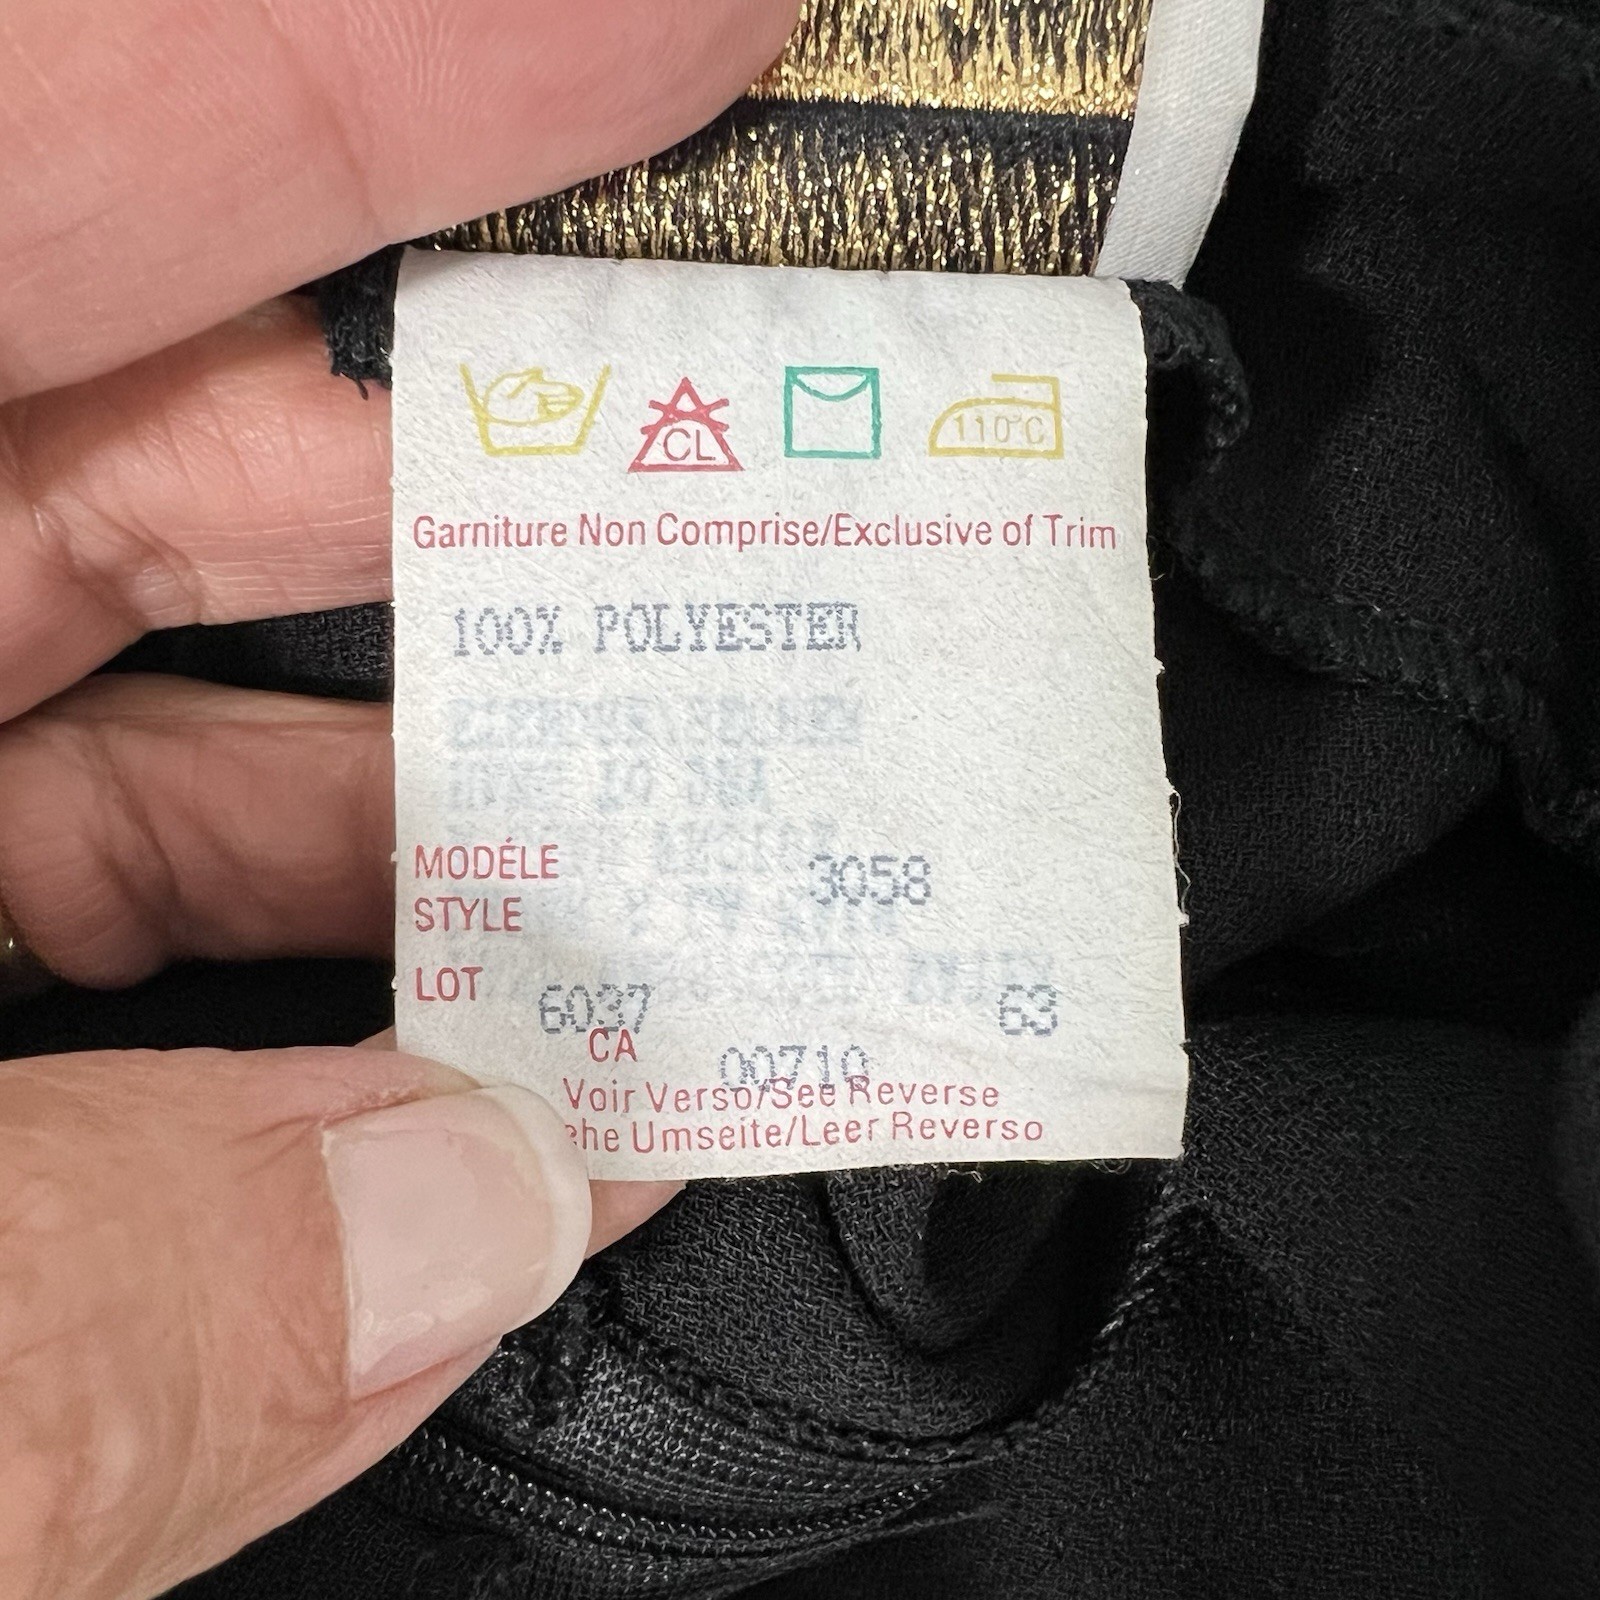 CL
110°C
Garniture Non Comprise/Exclusive of Trim
100% POLYESTER
MODÉLE
3058
STYLE
LOT
6037 63
CA
00710
Voir Verso/See Reverse
Umseite/Leer Reverso